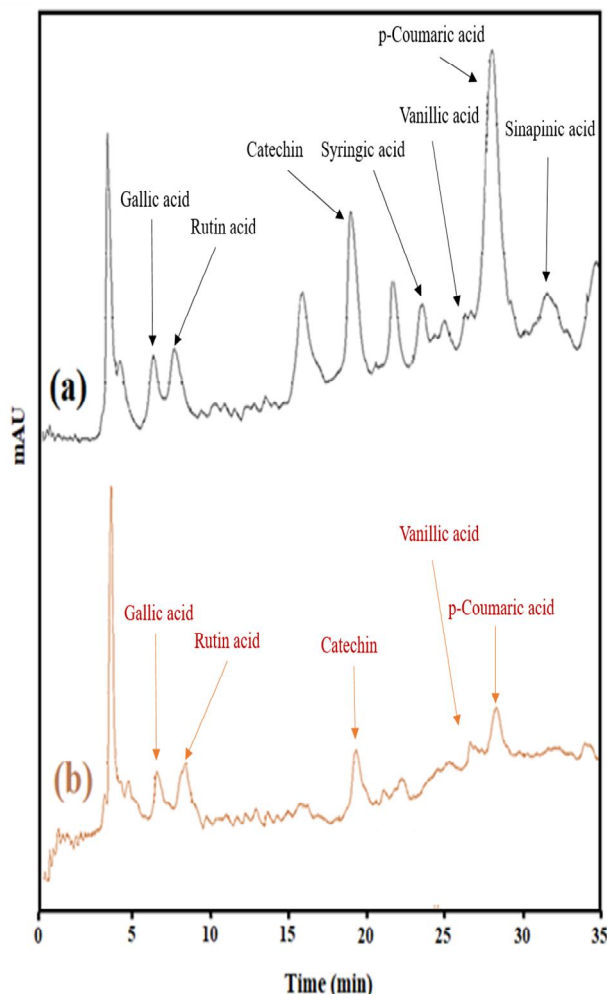 p-Coumaric acid
Vanillic acid
Sinapinic acid
Catechin
Syringic acid
Gallic acid
Rutin acid
(a)
mAU
Vanillic acid
p-Coumaric acid
Gallic acid
Rutin acid
Catechin
(b)
0 5 10 15 20 25 30 35
Time (min)